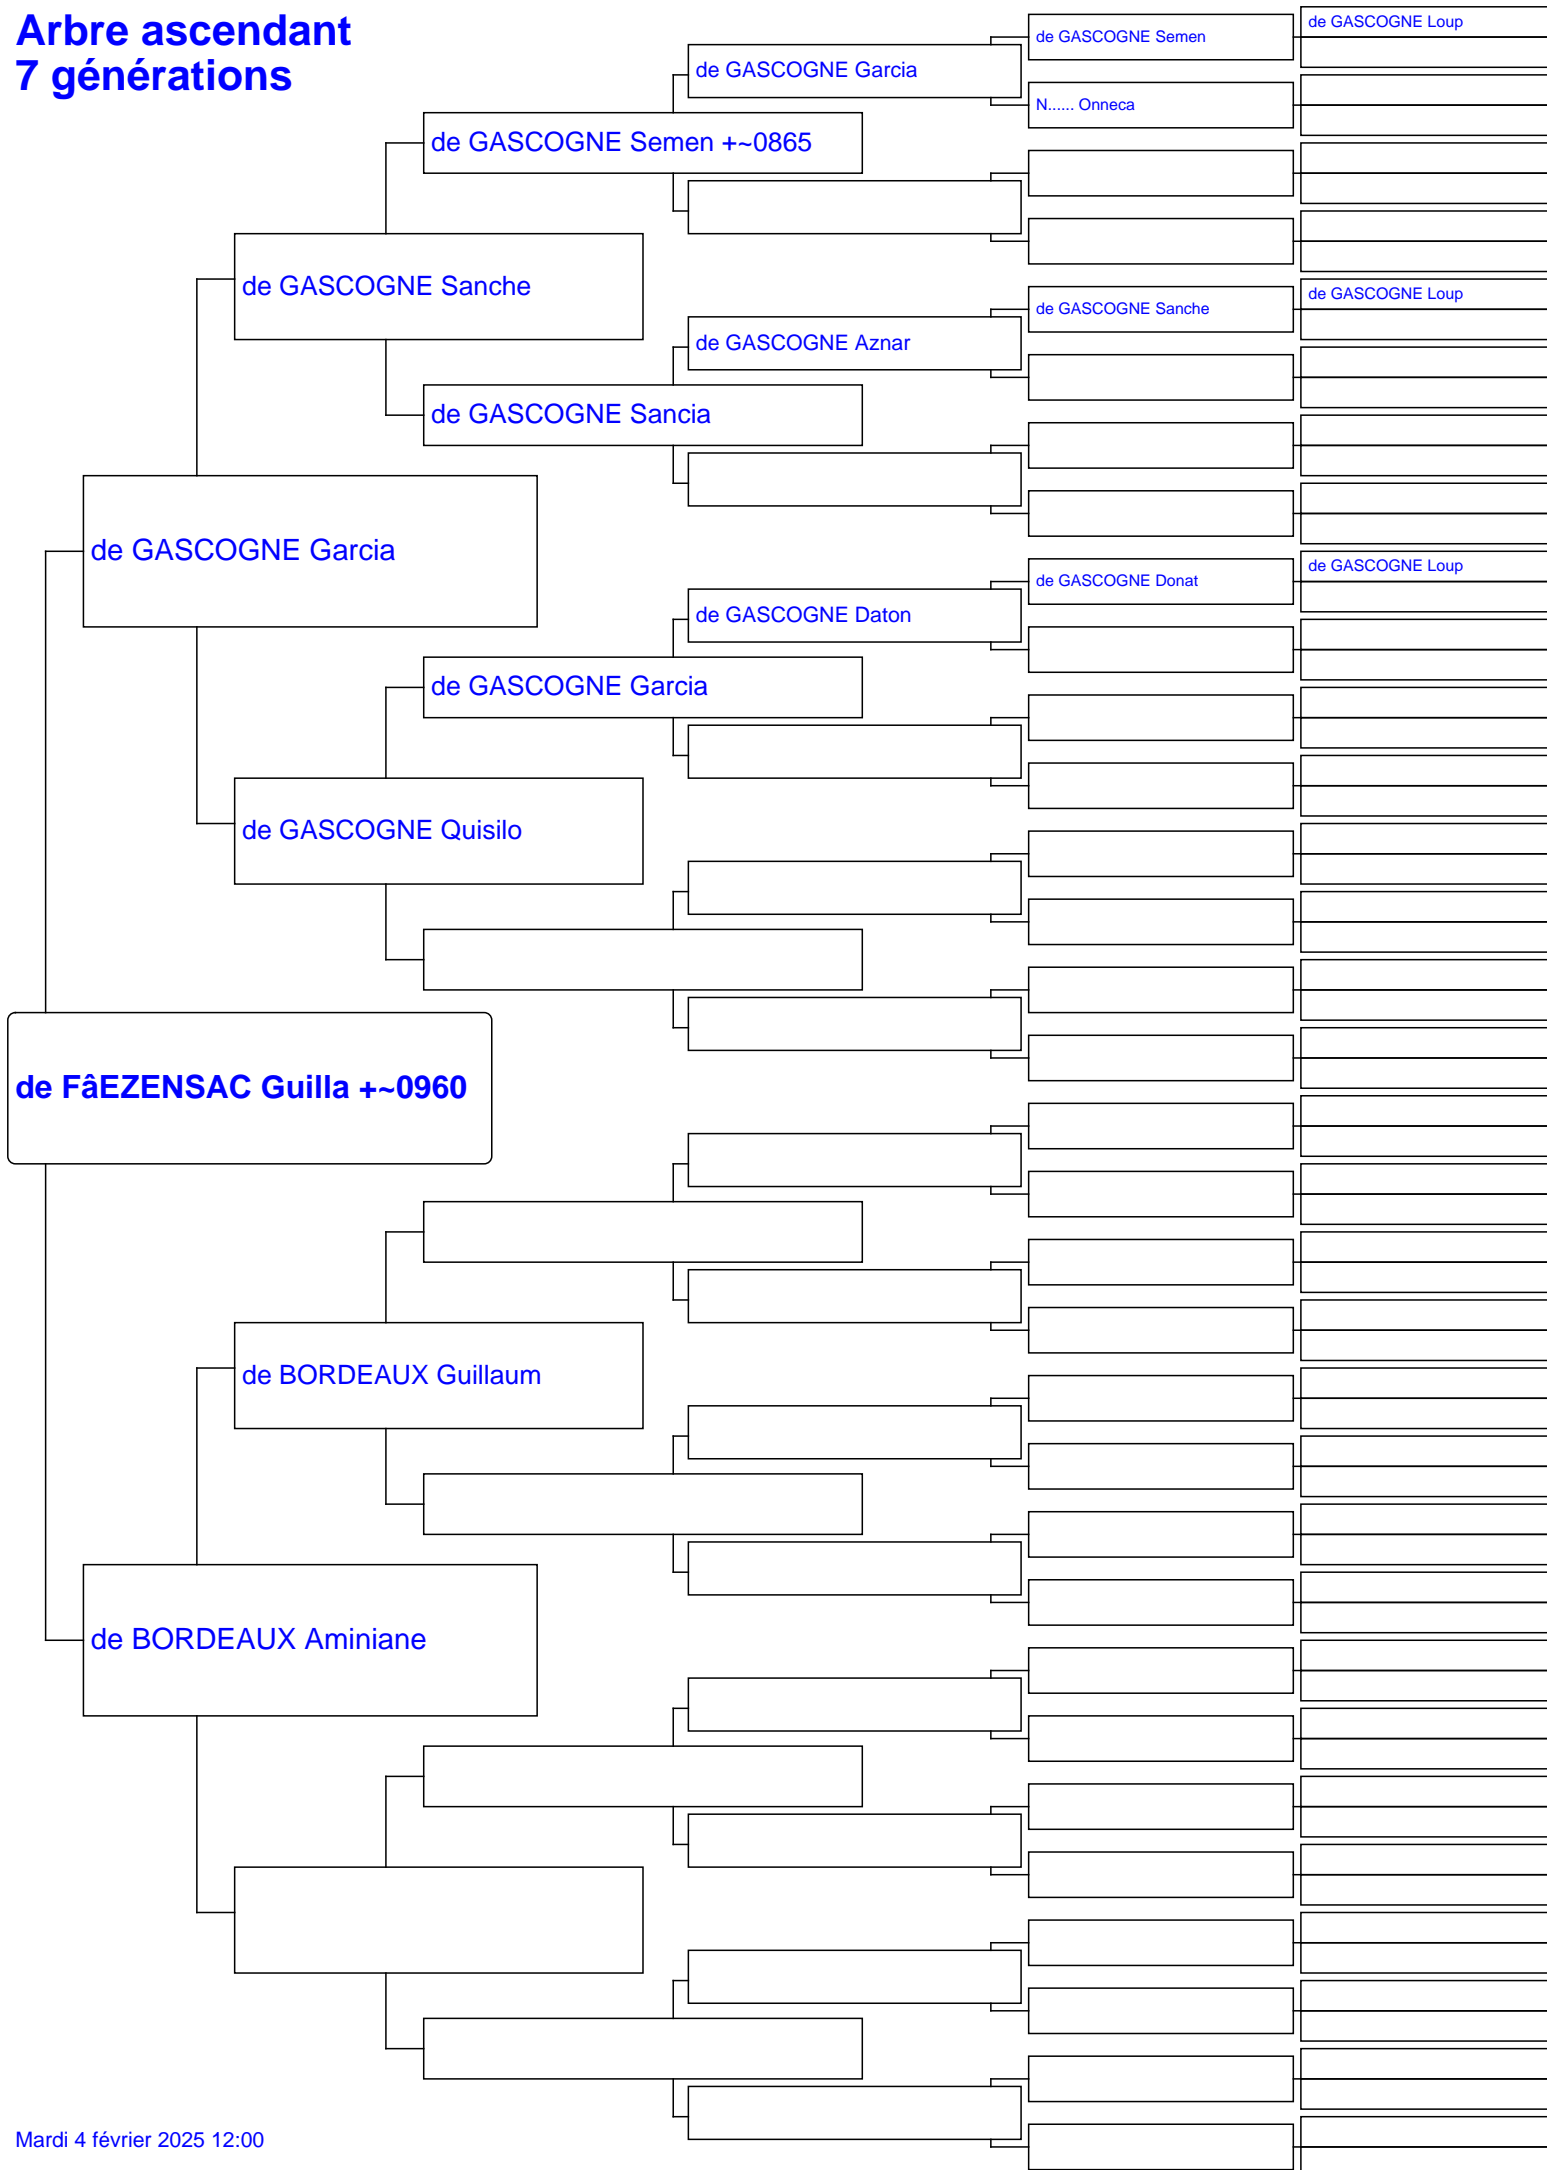 Arbre ascendant
7 générations
de GASCOGNE Loup
de GASCOGNE Semen
de GASCOGNE Garcia
N...... Onneca
de GASCOGNE Semen +~0865
de GASCOGNE Sanche
de GASCOGNE Loup
de GASCOGNE Sanche
de GASCOGNE Aznar
de GASCOGNE Sancia
de GASCOGNE Garcia
de GASCOGNE Loup
de GASCOGNE Donat
de GASCOGNE Daton
de GASCOGNE Garcia
de GASCOGNE Quisilo
de FâEZENSAC Guilla +~0960
de BORDEAUX Guillaum
de BORDEAUX Aminiane
Mardi 4 février 2025 12:00